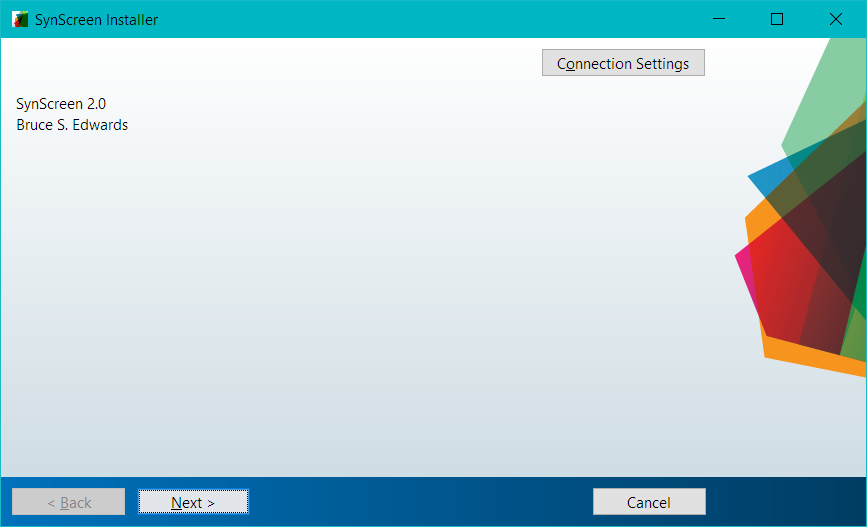 SynScreen Installer
Connection Settings
SynScreen 2.0
Bruce S. Edwards
< Back
Next >
Cancel